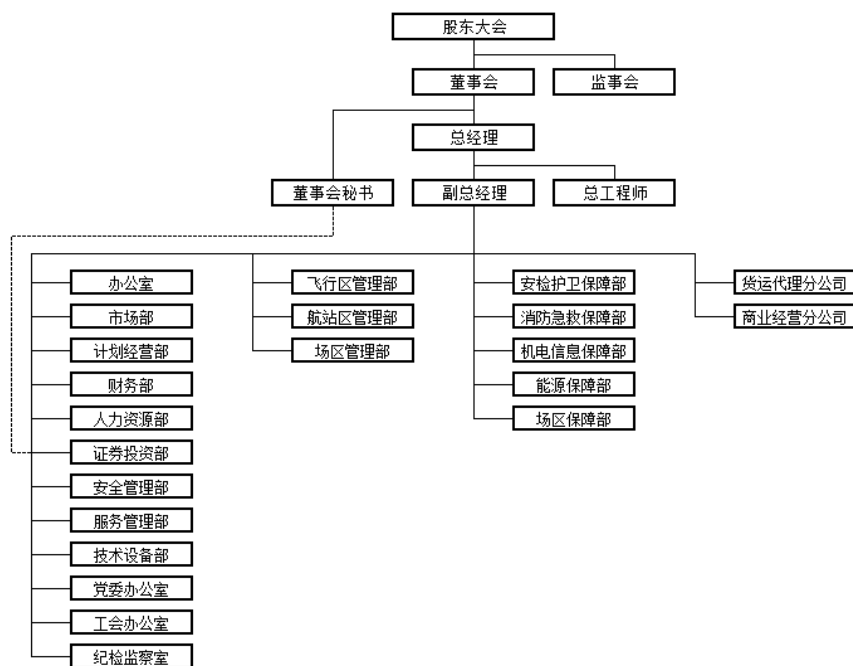 股东大会
董事会
监事会
总经理
董事会秘书
副总经理
总工程师
办公室
市场部
计划经营部
财务部
人力资源部
证券投资部
安全管理部
服务管理部
技术设备部
党委办公室
工会办公室
纪检监察室
飞行区管理部
航站区管理部
场区管理部
安检护卫保障部
消防急救保障部
机电信息保障部
能源保障部
场区保障部
货运代理分公司
商业经营分公司